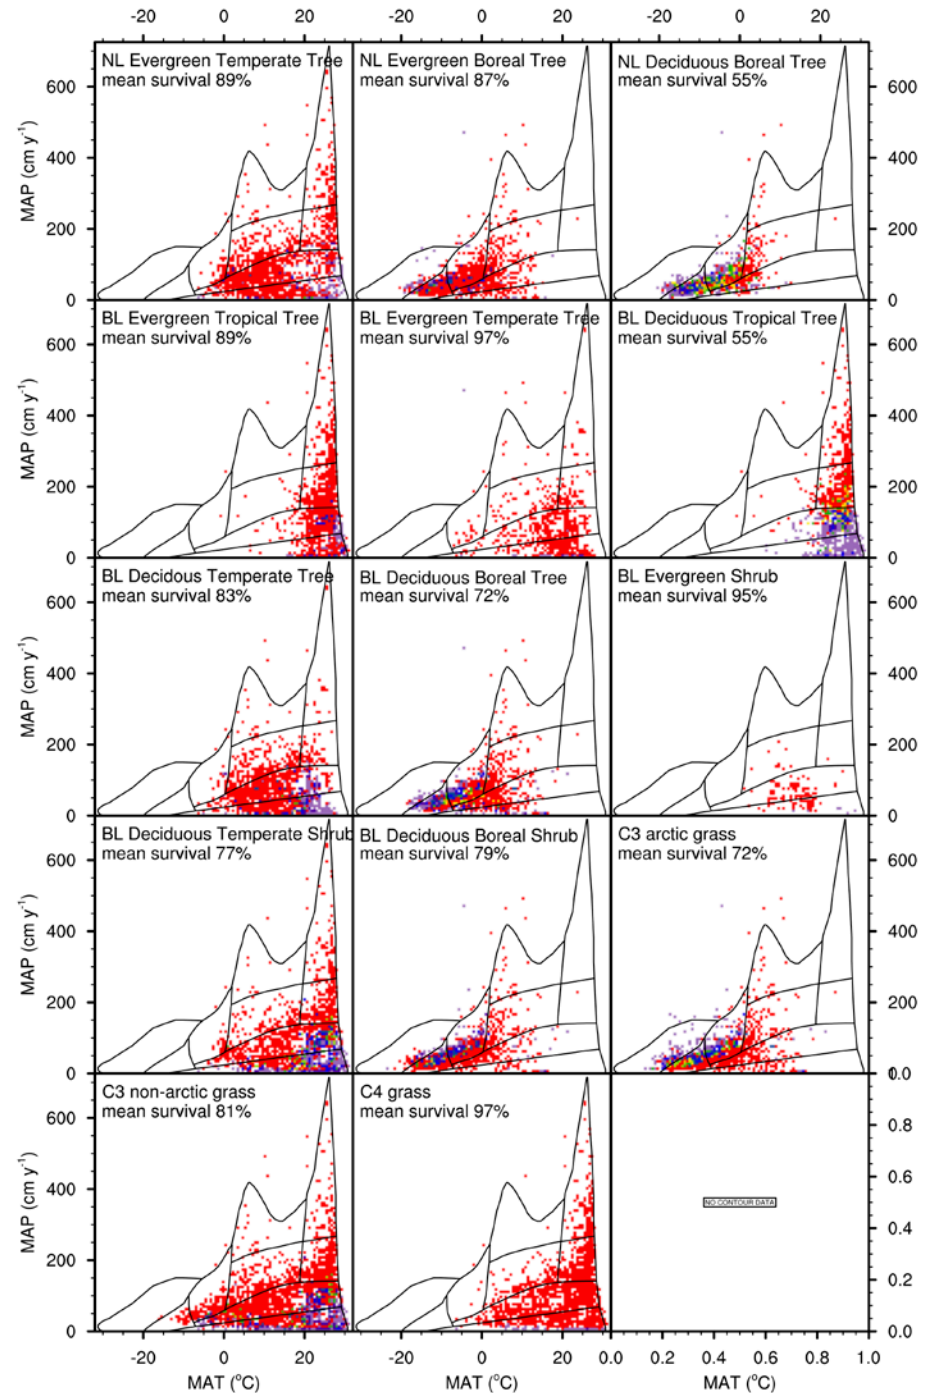 -20 0 20 -20 0 20 -20 0 20
NL Evergreen Temperate Tree
mean survival 89%
NL Evergreen Boreal Tree
mean survival 87%
NL Deciduous Boreal Tree
mean survival 55%
MAP (cm y⁻¹)
600
400
200
0
600
400
200
0
BL Evergreen Tropical Tree
mean survival 89%
BL Evergreen Temperate Tree
mean survival 97%
BL Deciduous Tropical Tree
mean survival 55%
MAP (cm y⁻¹)
600
400
200
0
600
400
200
0
BL Decidous Temperate Tree
mean survival 83%
BL Deciduous Boreal Tree
mean survival 72%
BL Evergreen Shrub
mean survival 95%
MAP (cm y⁻¹)
600
400
200
0
600
400
200
0
BL Deciduous Temperate Shrub
mean survival 77%
BL Deciduous Boreal Shrub
mean survival 79%
C3 arctic grass
mean survival 72%
MAP (cm y⁻¹)
600
400
200
0
600
400
200
0.0
C3 non-arctic grass
mean survival 81%
C4 grass
mean survival 97%
MAP (cm y⁻¹)
600
400
200
0
NO CONTOUR DATA
0.8
0.6
0.4
0.2
0.0
-20 0 20 -20 0 20 0.0 0.2 0.4 0.6 0.8 1.0
MAT (°C) MAT (°C) MAT (°C)